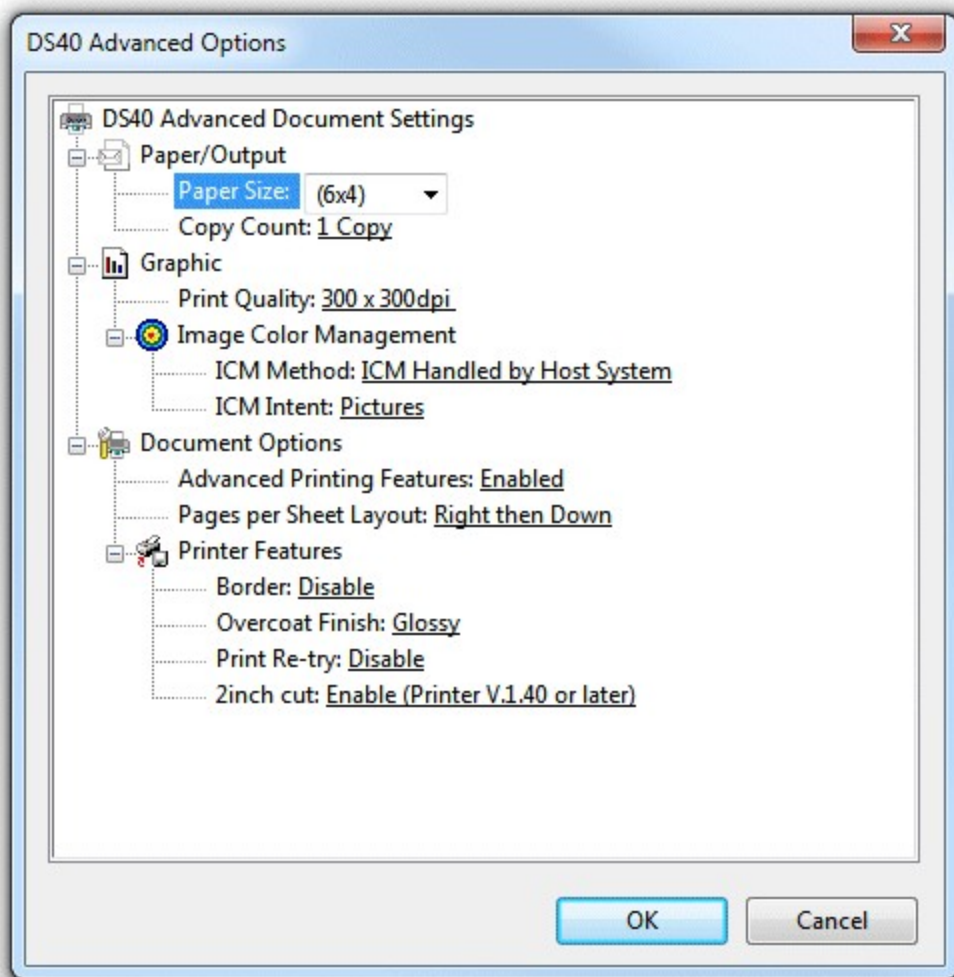 DS40 Advanced Options
DS40 Advanced Document Settings
Paper/Output
Paper Size: (6x4)
Copy Count: 1 Copy
Graphic
Print Quality: 300 x 300dpi
Image Color Management
ICM Method: ICM Handled by Host System
ICM Intent: Pictures
Document Options
Advanced Printing Features: Enabled
Pages per Sheet Layout: Right then Down
Printer Features
Border: Disable
Overcoat Finish: Glossy
Print Re-try: Disable
2inch cut: Enable (Printer V.1.40 or later)
OK Cancel